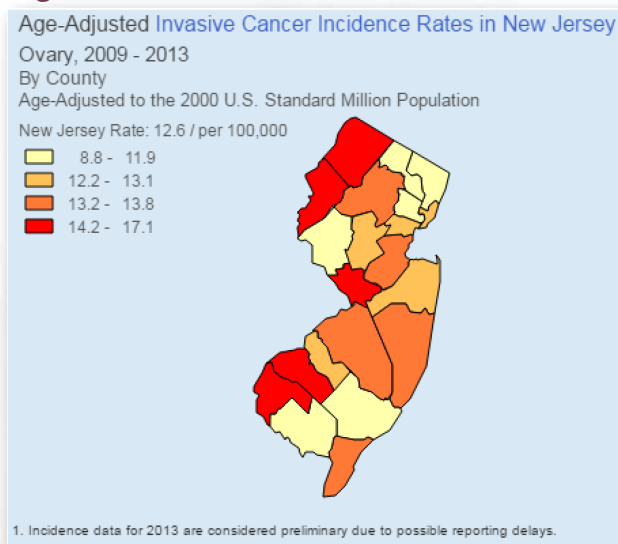 Age-Adjusted Invasive Cancer Incidence Rates in New Jersey
Ovary, 2009 - 2013
By County
Age-Adjusted to the 2000 U.S. Standard Million Population
New Jersey Rate: 12.6 / per 100,000
8.8 - 11.9
12.2 - 13.1
13.2 - 13.8
14.2 - 17.1
1. Incidence data for 2013 are considered preliminary due to possible reporting delays.